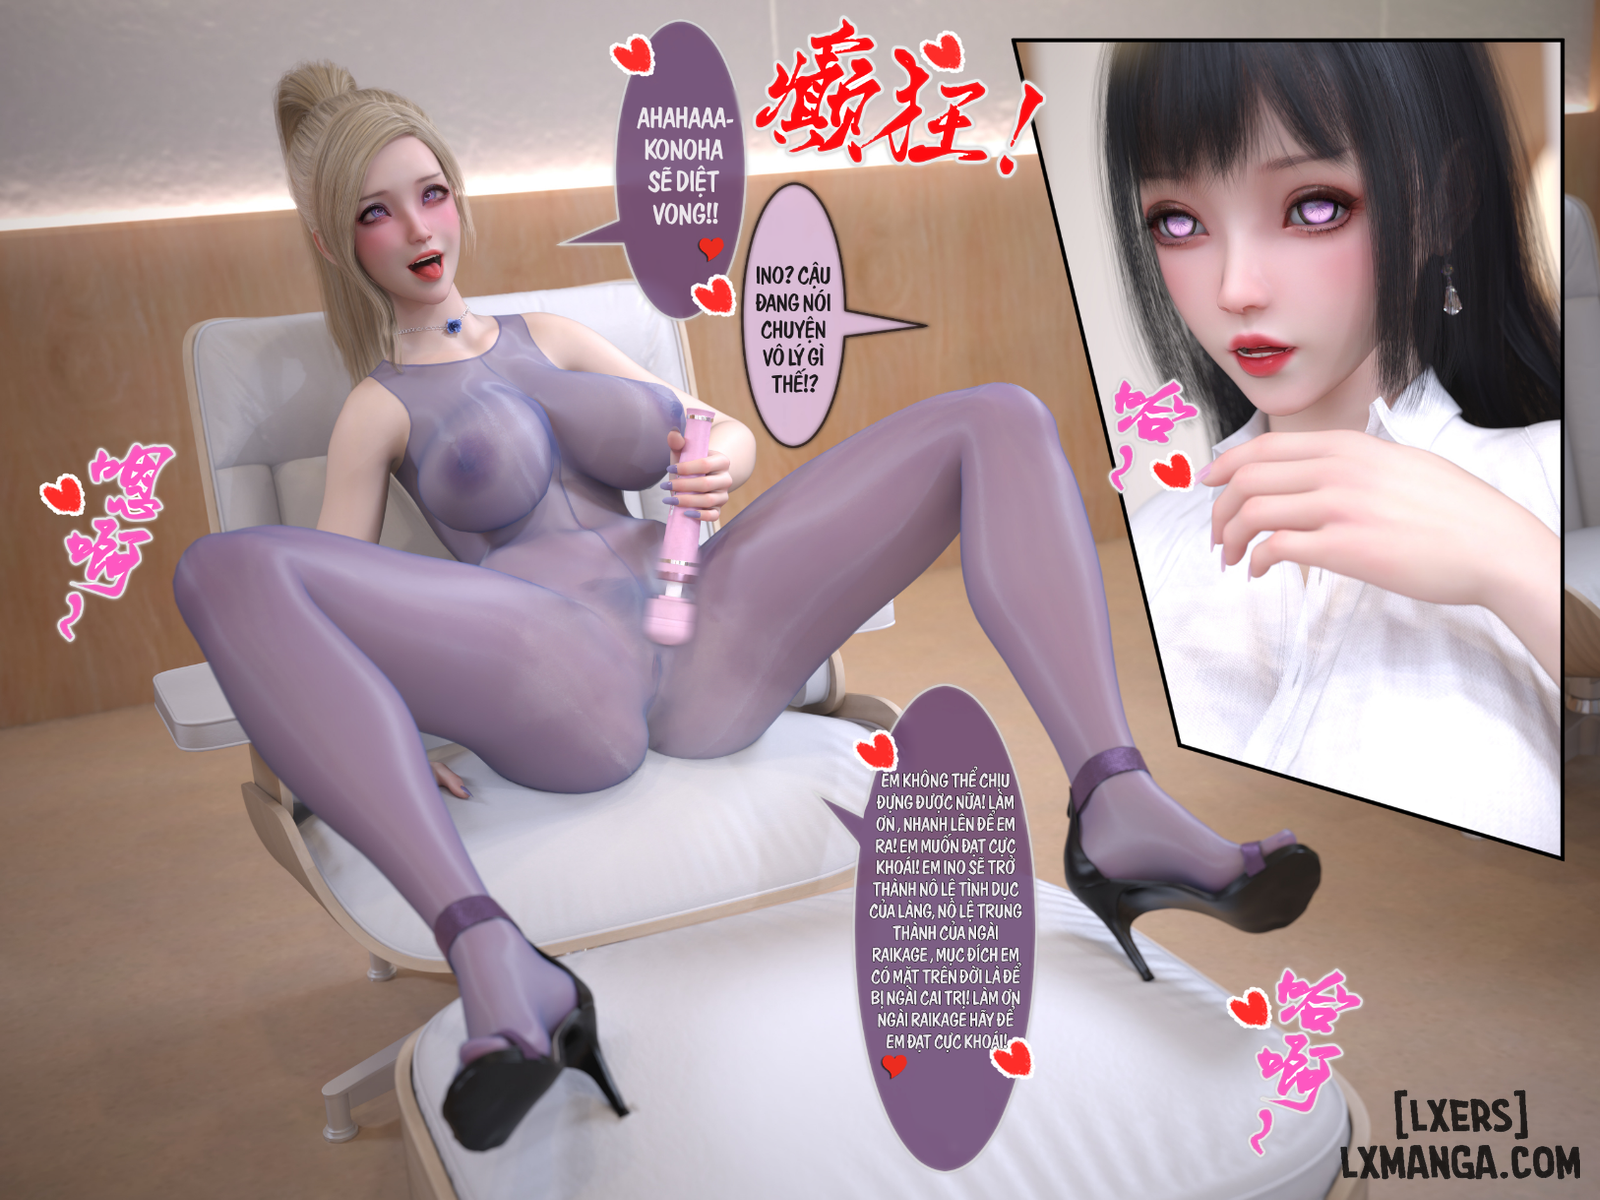 AHAHAAA-
KONOHA
SẼ DIỆT
VONG!!
癫狂!
INO? CẬU
ĐANG NÓI
CHUYỆN
VÔ LÝ GÌ
THẾ!?
哈~
嗯啊~
EM KHÔNG THỂ CHỊU
ĐỰNG ĐƯỢC NỮA! LÀM
ƠN, NHANH LÊN ĐỂ EM
RA! EM MUỐN ĐẠT CỰC
KHOÁI! EM INO SẼ TRỞ
THÀNH NÔ LỆ TÌNH DỤC
CỦA LÀNG, NÔ LỆ TRUNG
THÀNH CỦA NGÀI
RAIKAGE, MỤC ĐÍCH EM
CÓ MẶT TRÊN ĐỜI LÀ ĐỂ
BỊ NGÀI CAI TRỊ! LÀM ƠN
NGÀI RAIKAGE HÃY ĐỂ
EM ĐẠT CỰC KHOÁI!
哈啊~
[LXERS]
LXMANGA.COM